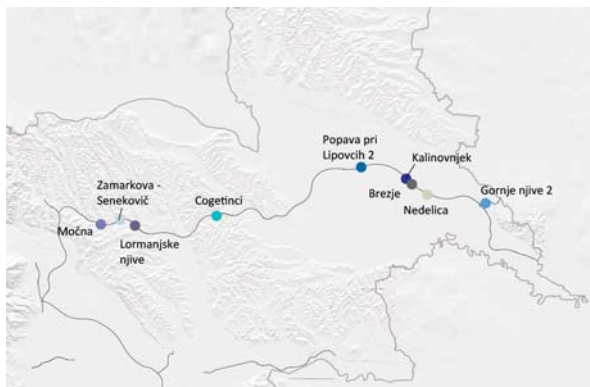 Popava pri
Lipovcih 2
Kalinovnjek
Zamarkova -
Senekovič
Cogetinci
Brezje
Gornje njive 2
Nedelica
Močna
Lormanjske
njive